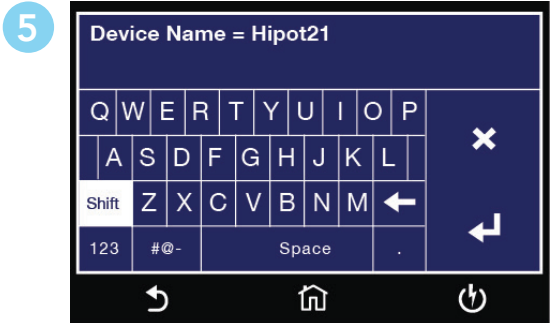 5
Device Name = Hipot21
Q W E R T Y U I O P
A S D F G H J K L
Shift Z X C V B N M
123 #@- Space .